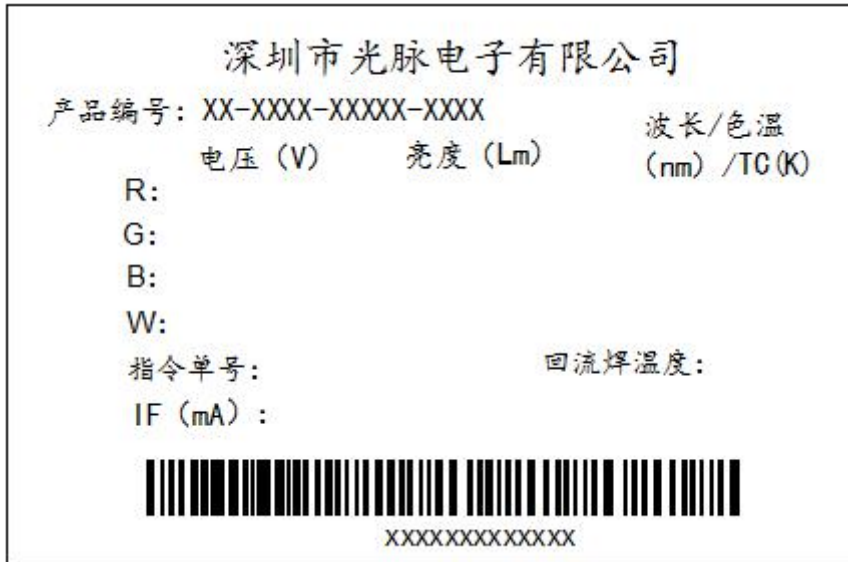 深圳市光脉电子有限公司
产品编号: XX-XXXX-XXXXX-XXXX
电压 (V) 亮度 (Lm) 波长/色温
(nm) /TC(K)
R:
G:
B:
W:
指令单号: 回流焊温度:
IF (mA) :
XXXXXXXXXXXXX